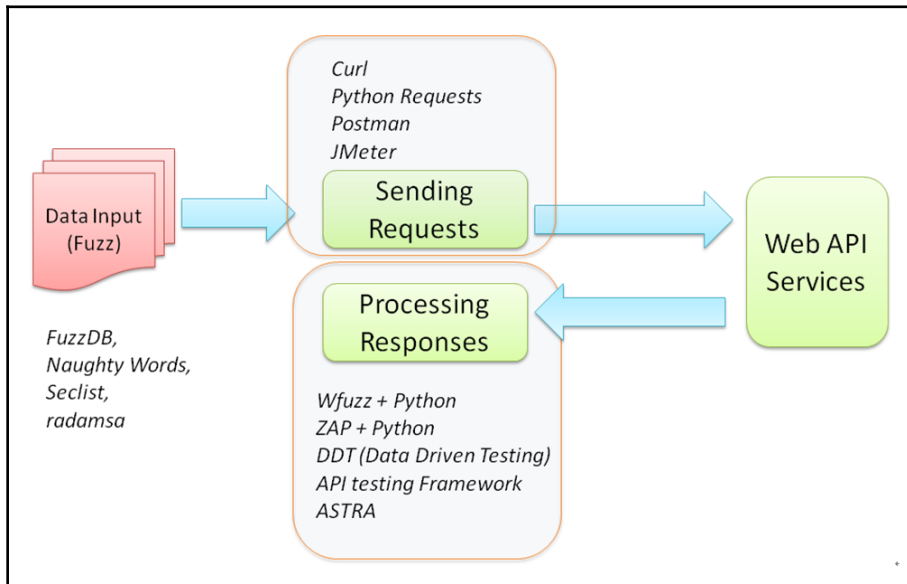 Curl
Python Requests
Postman
JMeter
Sending
Requests
Data Input
(Fuzz)
Web API
Services
Processing
Responses
FuzzDB,
Naughty Words,
Seclist,
radamsa
Wfuzz + Python
ZAP + Python
DDT (Data Driven Testing)
API testing Framework
ASTRA